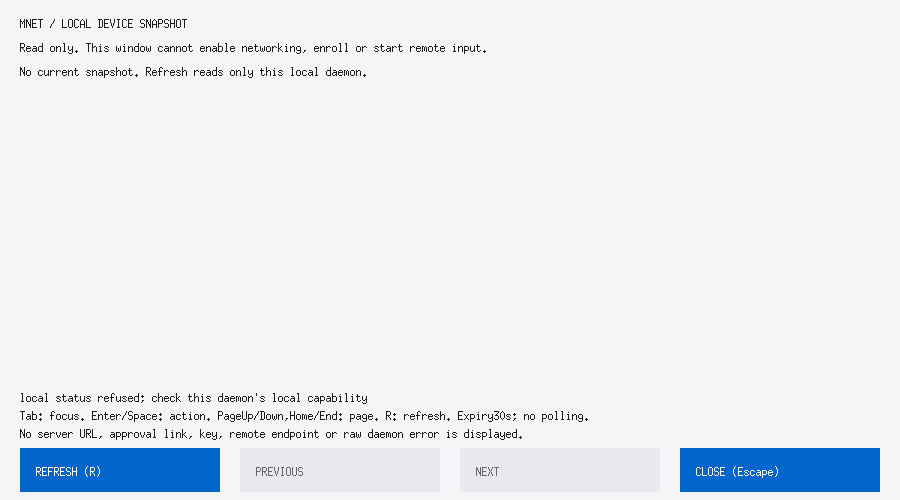 MNET / LOCAL DEVICE SNAPSHOT
Read only. This window cannot enable networking, enroll or start remote input.
No current snapshot. Refresh reads only this local daemon.
local status refused; check this daemon's local capability
Tab: focus. Enter/Space: action. PageUp/Down,Home/End: page. R: refresh. Expiry30s; no polling.
No server URL, approval link, key, remote endpoint or raw daemon error is displayed.
REFRESH (R)
PREVIOUS
NEXT
CLOSE (Escape)